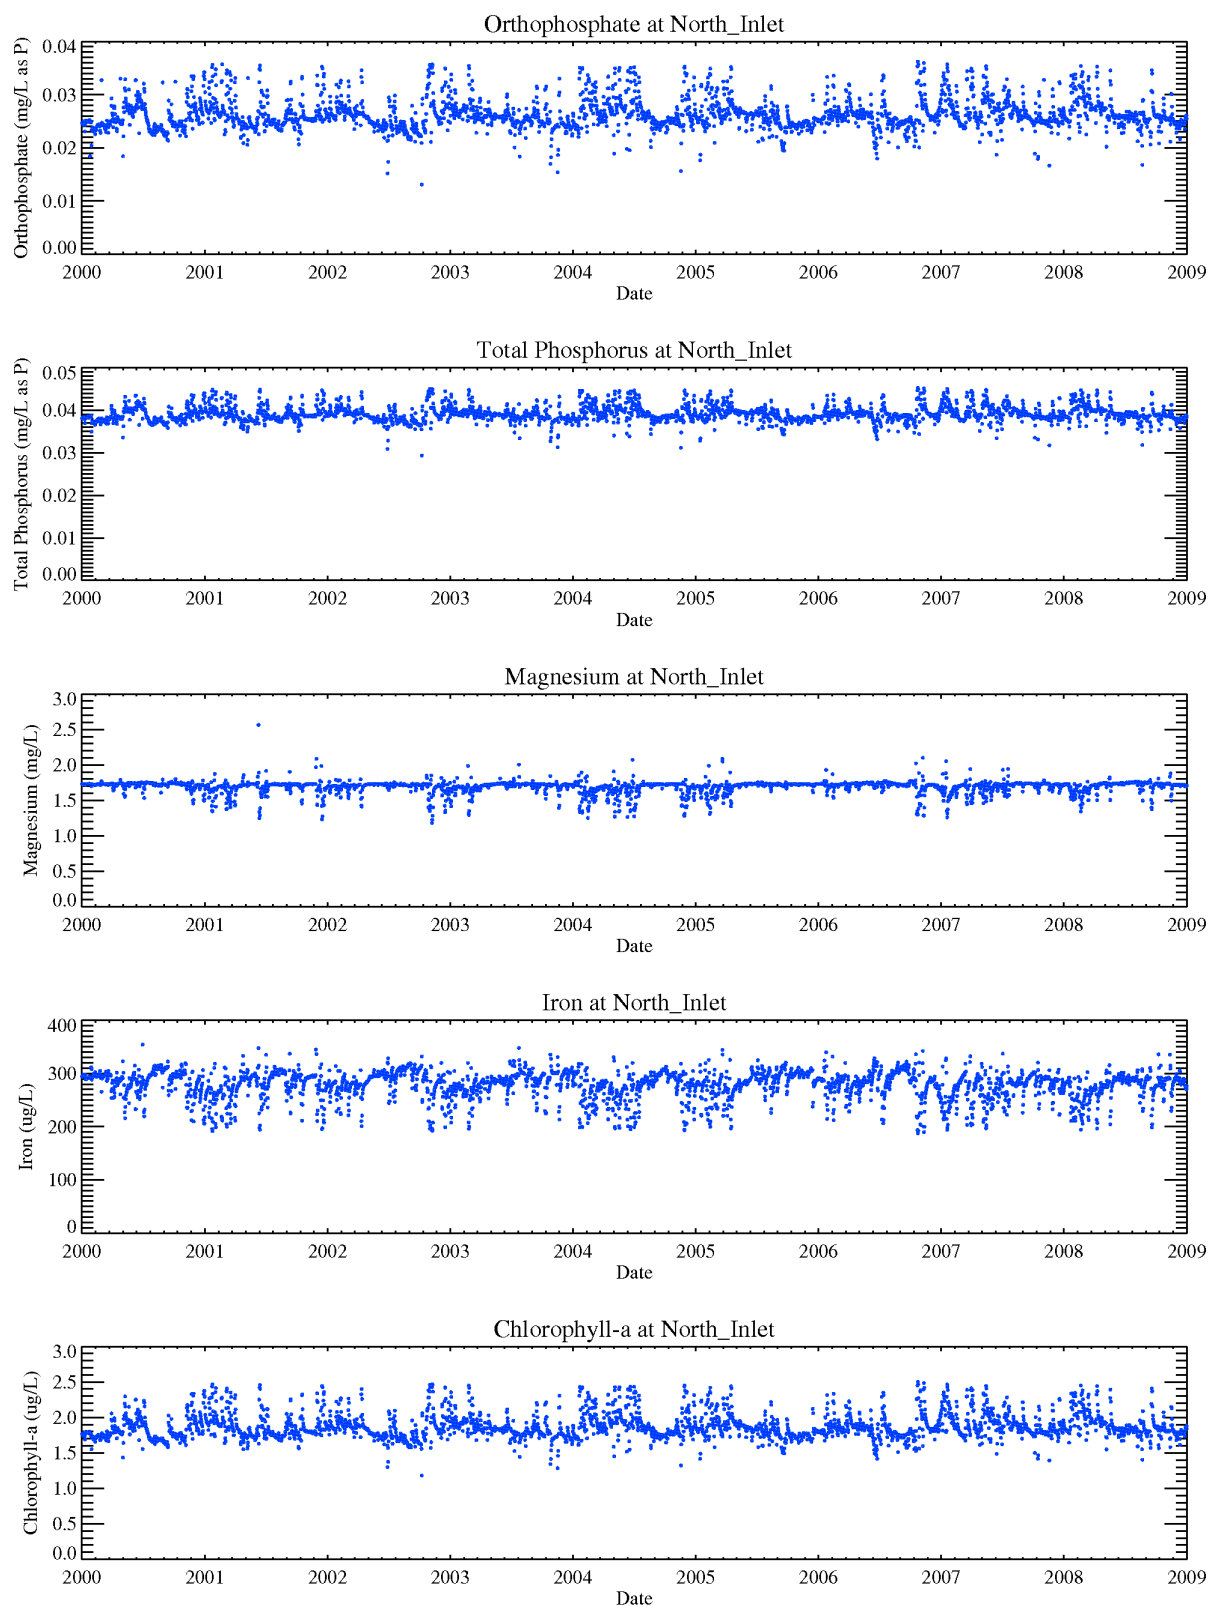 Orthophosphate at North_Inlet
Orthophosphate (mg/L as P)
0.04
0.03
0.02
0.01
0.00
2000 2001 2002 2003 2004 2005 2006 2007 2008 2009
Date
Total Phosphorus at North_Inlet
Total Phosphorus (mg/L as P)
0.05
0.04
0.03
0.02
0.01
0.00
2000 2001 2002 2003 2004 2005 2006 2007 2008 2009
Date
Magnesium at North_Inlet
Magnesium (mg/L)
3.0
2.5
2.0
1.5
1.0
0.5
0.0
2000 2001 2002 2003 2004 2005 2006 2007 2008 2009
Date
Iron at North_Inlet
Iron (ug/L)
400
300
200
100
0
2000 2001 2002 2003 2004 2005 2006 2007 2008 2009
Date
Chlorophyll-a at North_Inlet
Chlorophyll-a (ug/L)
3.0
2.5
2.0
1.5
1.0
0.5
0.0
2000 2001 2002 2003 2004 2005 2006 2007 2008 2009
Date